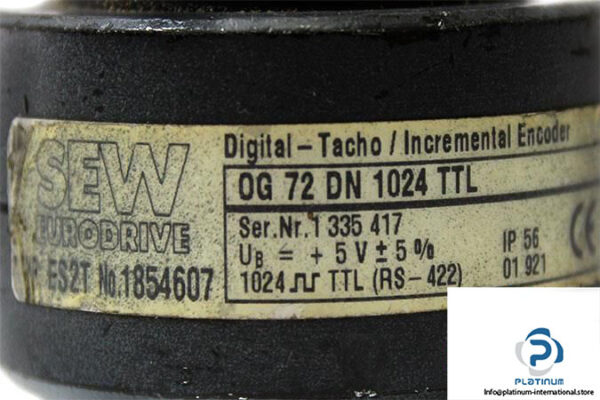 SEW
EURODRIVE
ES2T No.1854607
Digital-Tacho / Incremental Encoder
OG 72 DN 1024 TTL
Ser.Nr.1 335 417
UB = + 5 V ± 5 %
1024 TTL (RS-422)
IP 56
01 921
CE
PLATINUM
Info@platinum-international.store